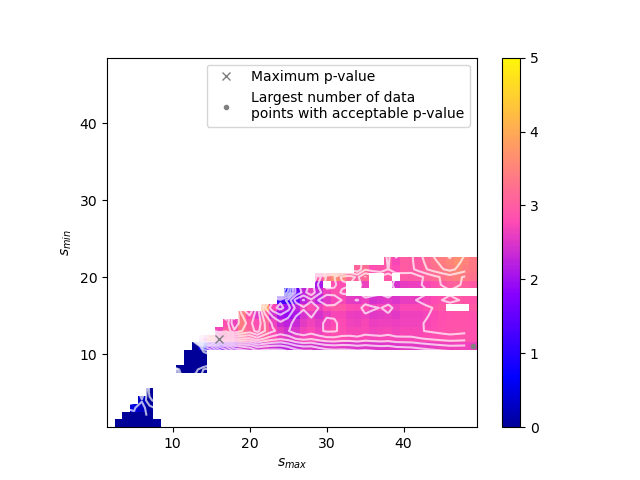 Maximum p-value
Largest number of data
points with acceptable p-value
5
4
3
2
1
0
40
30
20
10
s_min
10 20 30 40
s_max